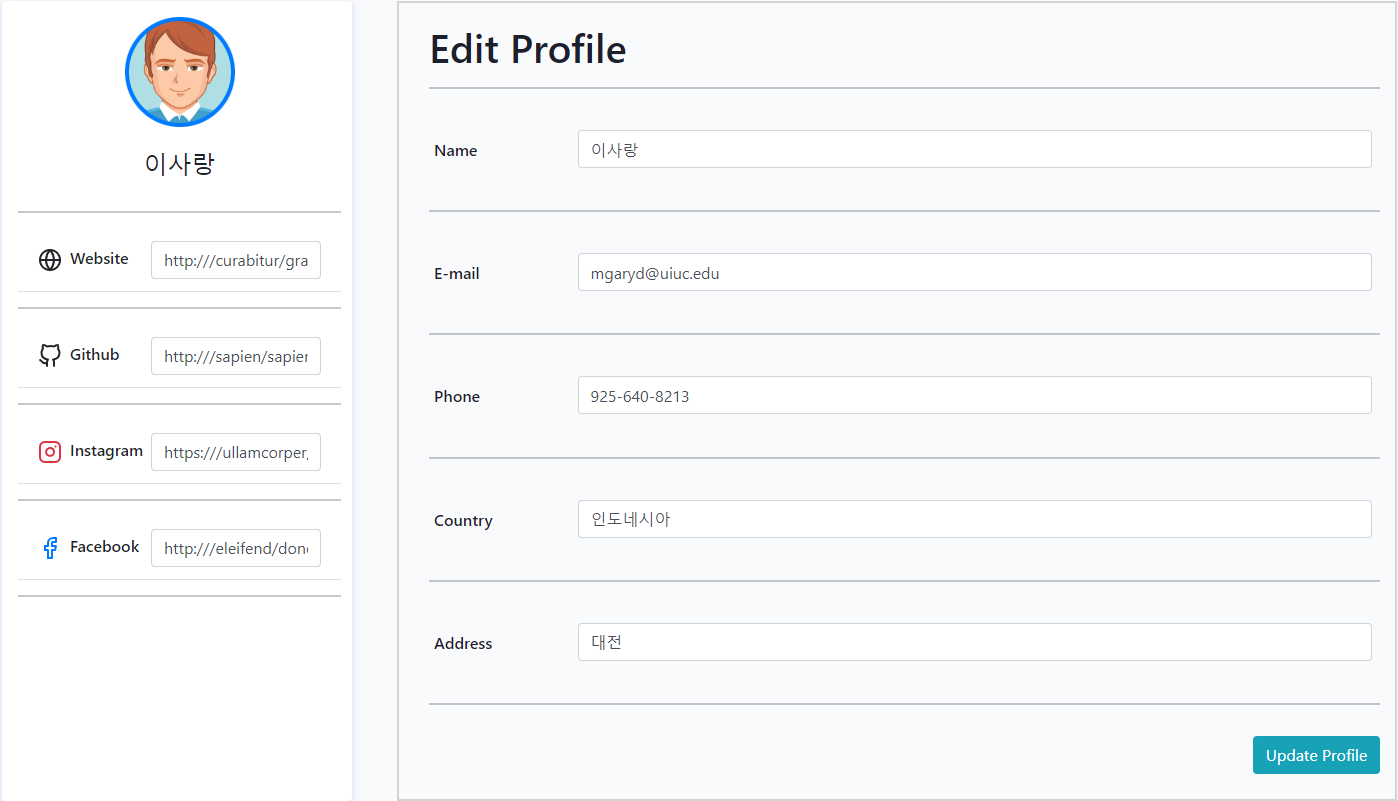 이사랑
Website http:///curabitur/gra
Github http:///sapien/sapien
Instagram https:///ullamcorper
Facebook http:///eleifend/don
Edit Profile
Name 이사랑
E-mail mgaryd@uiuc.edu
Phone 925-640-8213
Country 인도네시아
Address 대전
Update Profile